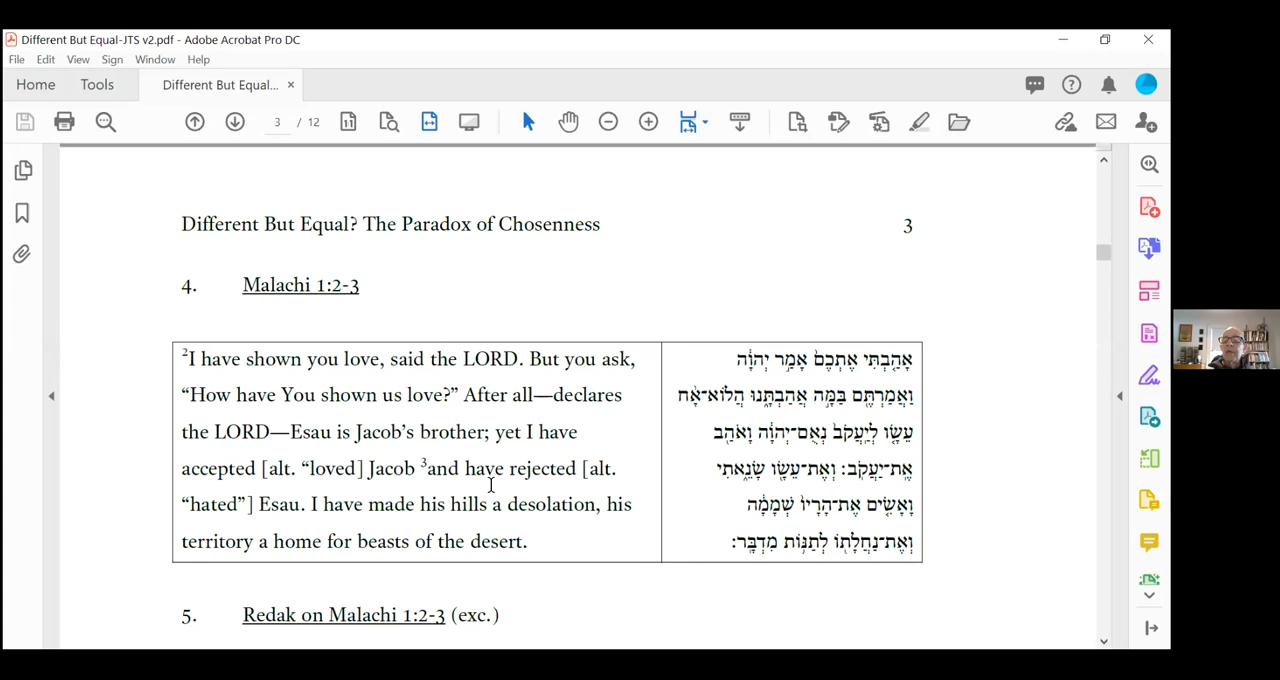 Different But Equal-JTS v2.pdf - Adobe Acrobat Pro DC
File Edit View Sign Window Help
Home Tools Different But Equal... ×
3 / 12
Different But Equal? The Paradox of Chosenness 3
4. Malachi 1:2-3
2I have shown you love, said the LORD. But you ask,
“How have You shown us love?” After all—declares
the LORD—Esau is Jacob’s brother; yet I have
accepted [alt. “loved] Jacob 3and have rejected [alt.
“hated”] Esau. I have made his hills a desolation, his
territory a home for beasts of the desert.
אָהַ֤בְתִּי אֶתְכֶם֙ אָמַ֣ר יְהוָ֔ה
וַאֲמַרְתֶּ֖ם בַּמָּ֣ה אֲהַבְתָּ֑נוּ הֲלוֹא־אָ֨ח
עֵשָׂ֤ו לְיַֽעֲקֹב֙ נְאֻם־יְהוָ֔ה וָאֹהַ֖ב
אֶֽת־יַעֲקֹֽב׃ וְאֶת־עֵשָׂ֖ו שָׂנֵ֑אתִי
וָאָשִׂ֤ים אֶת־הָרָיו֙ שְׁמָמָ֔ה
וְאֶת־נַחֲלָת֖וֹ לְתַנּ֥וֹת מִדְבָּֽר׃
5. Redak on Malachi 1:2-3 (exc.)